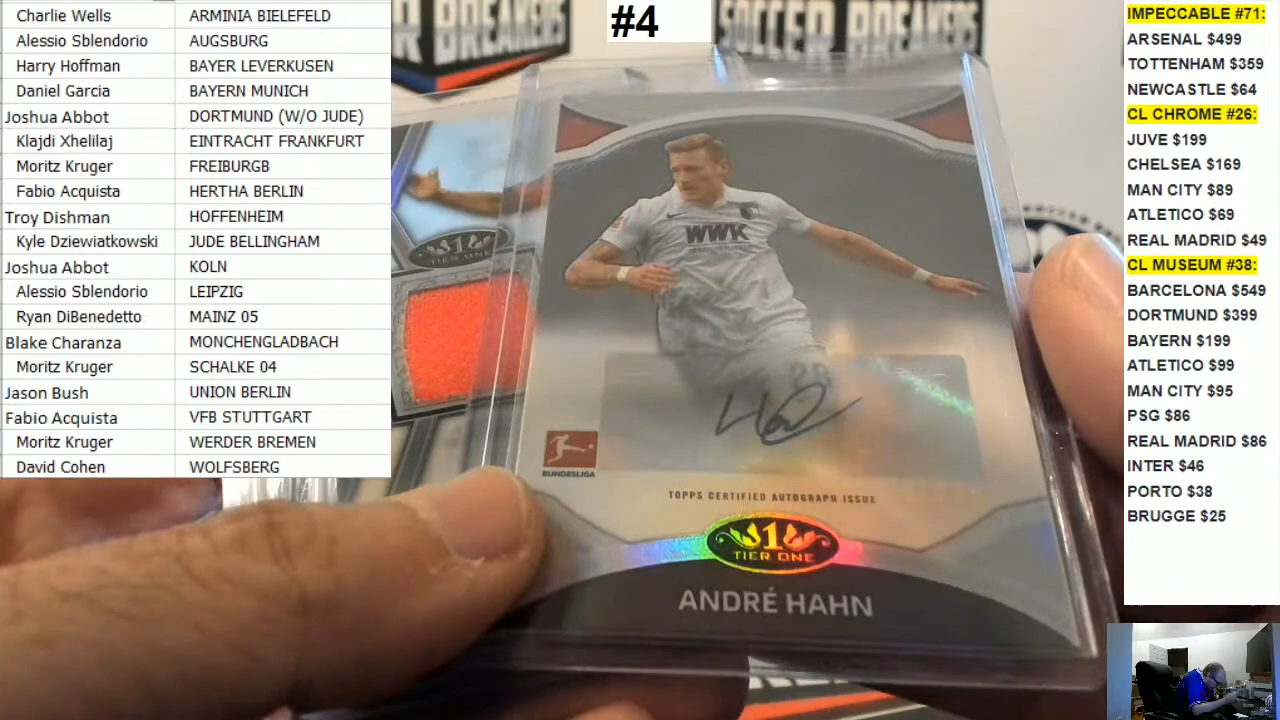 Charlie Wells ARMINIA BIELEFELD
Alessio Sblendorio AUGSBURG
Harry Hoffman BAYER LEVERKUSEN
Daniel Garcia BAYERN MUNICH
Joshua Abbot DORTMUND (W/O JUDE)
Klajdi Xhelilaj EINTRACHT FRANKFURT
Moritz Kruger FREIBURGB
Fabio Acquista HERTHA BERLIN
Troy Dishman HOFFENHEIM
Kyle Dziewiatkowski JUDE BELLINGHAM
Joshua Abbot KOLN
Alessio Sblendorio LEIPZIG
Ryan DiBenedetto MAINZ 05
Blake Charanza MONCHENGLADBACH
Moritz Kruger SCHALKE 04
Jason Bush UNION BERLIN
Fabio Acquista VFB STUTTGART
Moritz Kruger WERDER BREMEN
David Cohen WOLFSBERG
#4
BREAKERS
SOCCER BREAKERS
1
TIER ONE
WWK
28
BUNDESLIGA
TOPPS CERTIFIED AUTOGRAPH ISSUE
1
TIER ONE
ANDRÉ HAHN
IMPECCABLE #71:
ARSENAL $499
TOTTENHAM $359
NEWCASTLE $64
CL CHROME #26:
JUVE $199
CHELSEA $169
MAN CITY $89
ATLETICO $69
REAL MADRID $49
CL MUSEUM #38:
BARCELONA $549
DORTMUND $399
BAYERN $199
ATLETICO $99
MAN CITY $95
PSG $86
REAL MADRID $86
INTER $46
PORTO $38
BRUGGE $25